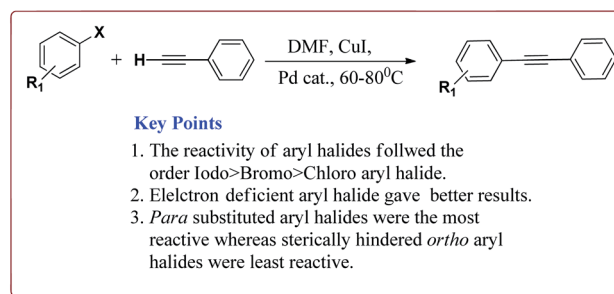 X
R1
+
H
DMF, CuI,
Pd cat., 60-80⁰C
R1
Key Points
1. The reactivity of aryl halides follwed the
order Iodo>Bromo>Chloro aryl halide.
2. Elelctron deficient aryl halide gave better results.
3. Para substituted aryl halides were the most
reactive whereas sterically hindered ortho aryl
halides were least reactive.